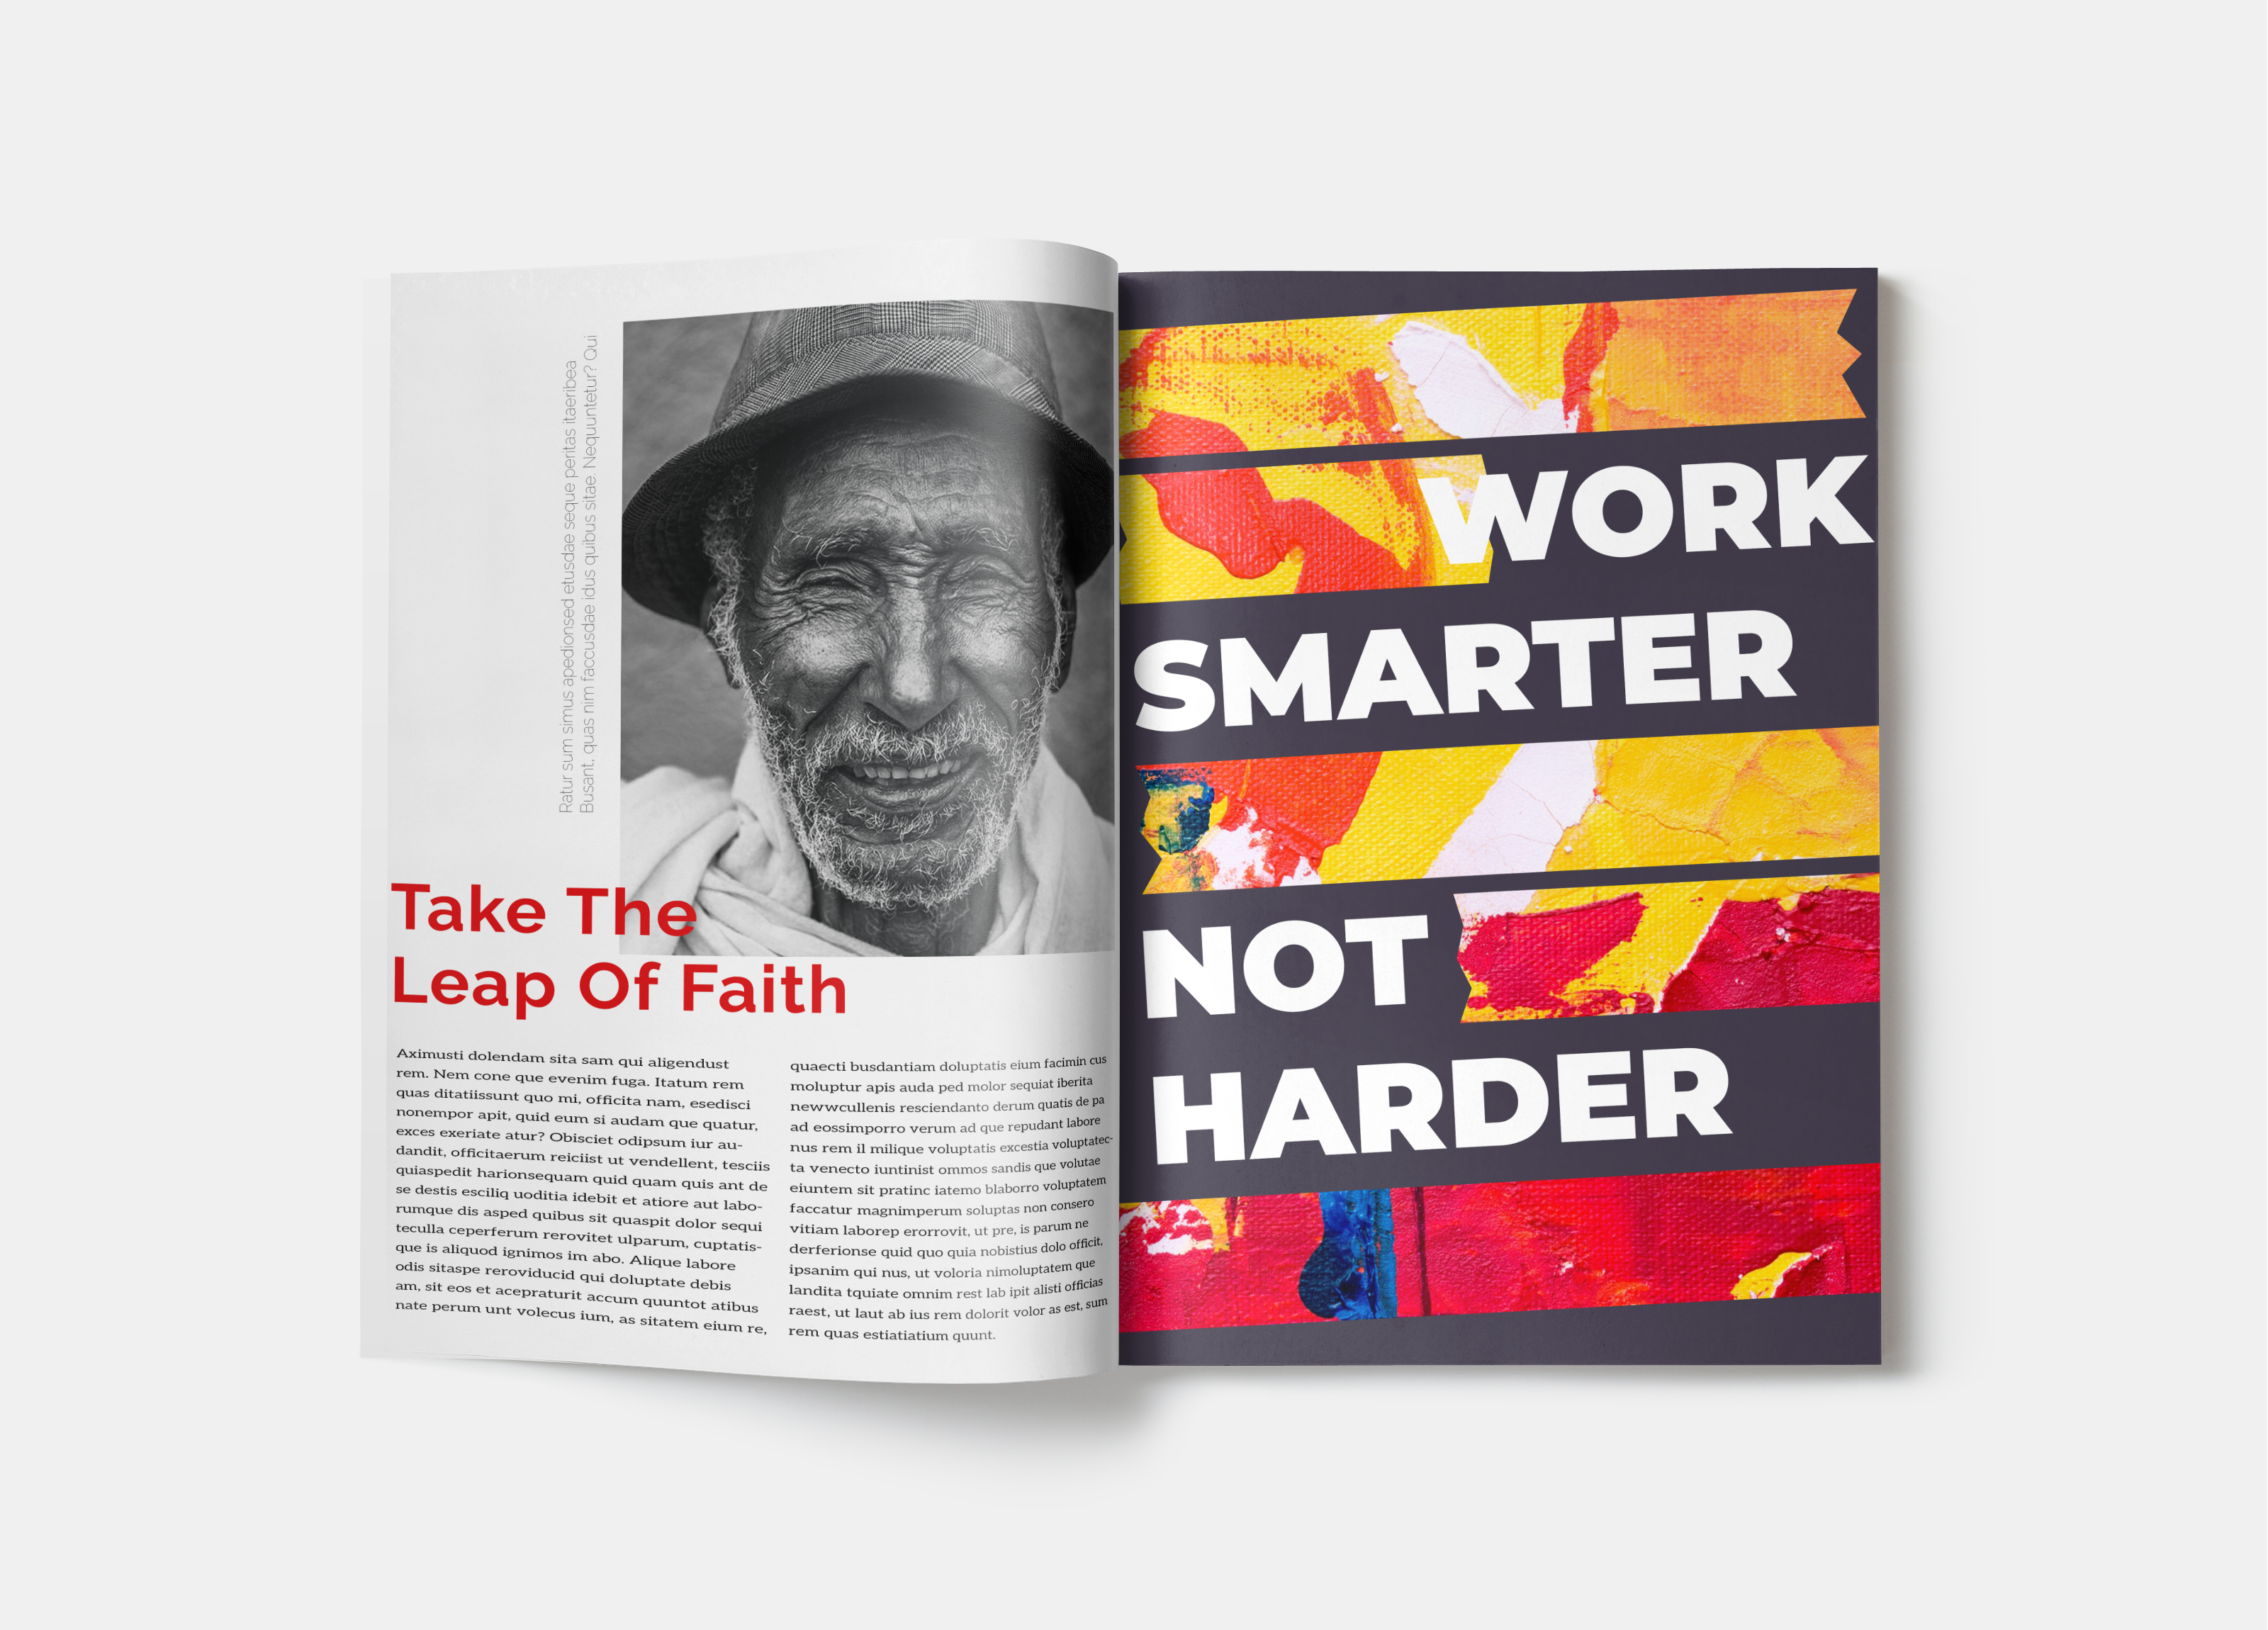 Ratur sum simus apedionsed etusdae seque peritas itaeribea
Busant, quas nim faccusdae idus quibus sitae. Nequuntetur? Qui
Take The
Leap Of Faith
Aximusti dolendam sita sam qui aligendust
rem. Nem cone que evenim fuga. Itatum rem
quas ditatiissunt quo mi, officita nam, esedisci
nonempor apit, quid eum si audam que quatur,
exces exeriate atur? Obisciet odipsum iur au-
dandit, officitaerum reiciist ut vendellent, tesciis
quiaspedit harionsequam quid quam quis ant de
se destis esciliq uoditia idebit et atiore aut labo-
rumque dis asped quibus sit quaspit dolor sequi
teculla ceperferum rerovitet ulparum, cuptatis-
que is aliquod ignimos im abo. Alique labore
odis sitaspe reroviducid qui doluptate debis
am, sit eos et acepraturit accum quuntot atibus
nate perum unt volecus ium, as sitatem eium re,
quaecti busdantiam doluptatis eium facimin cus
moluptur apis auda ped molor sequiat iberita
newwcullenis resciendanto derum quatis de pa
ad eossimporro verum ad que repudant labore
nus rem il milique voluptatis excestia voluptatec-
ta venecto iuntinist ommos sandis que volutae
eiuntem sit pratinc iatemo blaborro voluptatem
faccatur magnimperum soluptas non consero
vitiam laborep erorrovit, ut pre, is parum ne
derferionse quid quo quia nobistius dolo officit,
ipsanim qui nus, ut voloria nimoluptatem que
landita tquiate omnim rest lab ipit alisti officias
raest, ut laut ab ius rem dolorit volor as est, sum
rem quas estiatiatium quunt.
WORK
SMARTER
NOT
HARDER